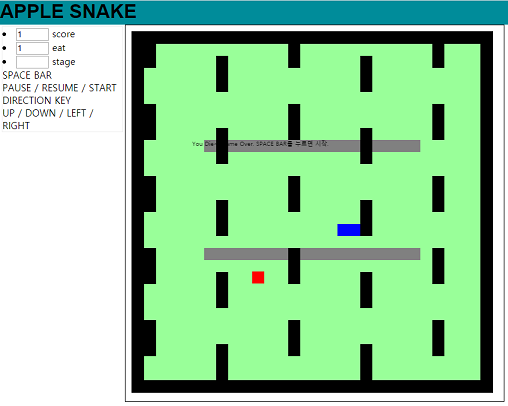 APPLE SNAKE
1 score
1 eat
stage
SPACE BAR
PAUSE / RESUME / START
DIRECTION KEY
UP / DOWN / LEFT /
RIGHT
You Die Game Over. SPACE BAR를 누르면 시작.